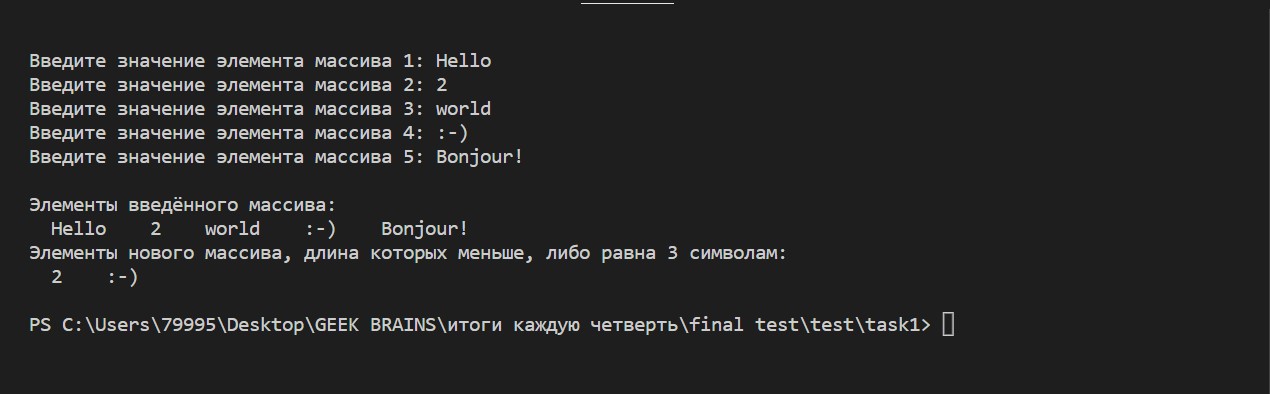 Введите значение элемента массива 1: Hello
Введите значение элемента массива 2: 2
Введите значение элемента массива 3: world
Введите значение элемента массива 4: :-)
Введите значение элемента массива 5: Bonjour!
Элементы введённого массива:
Hello 2 world :-) Bonjour!
Элементы нового массива, длина которых меньше, либо равна 3 символам:
2 :-)
PS C:\Users\79995\Desktop\GEEK BRAINS\итоги каждую четверть\final test\test\task1>